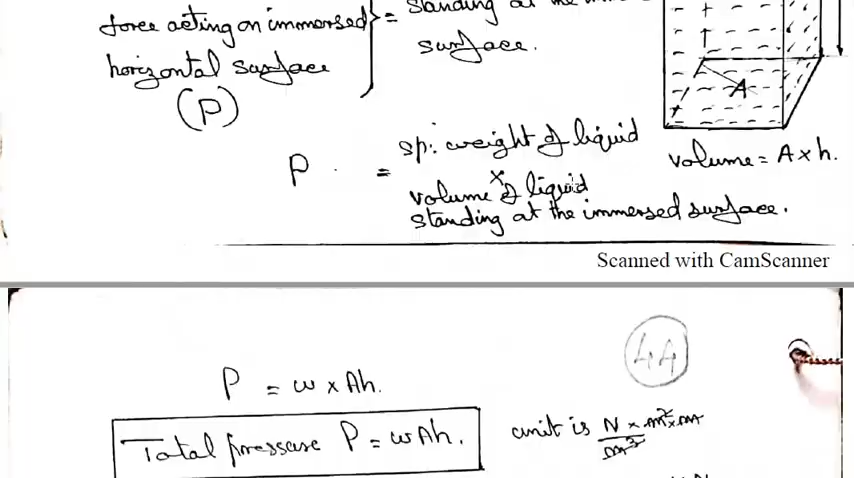 force acting on immersed
horizontal surface
(P)
= standing at the
surface.
A
P = sp. weight of liquid
×
volume of liquid
standing at the immersed surface.
volume = A × h.
Scanned with CamScanner
44
P = w × Ah.
Total pressure P = wAh.
unit is N/m³ × m² × m
N